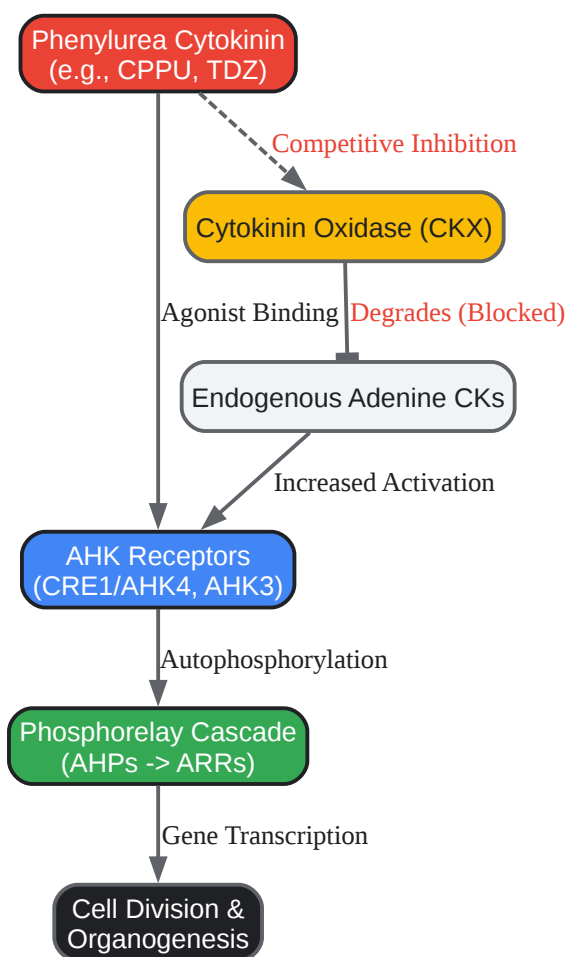 Phenylurea Cytokinin
(e.g., CPPU, TDZ)
Competitive Inhibition
Cytokinin Oxidase (CKX)
Agonist Binding
Degrades (Blocked)
Endogenous Adenine CKs
Increased Activation
AHK Receptors
(CRE1/AHK4, AHK3)
Autophosphorylation
Phosphorelay Cascade
(AHPs -> ARRs)
Gene Transcription
Cell Division &
Organogenesis